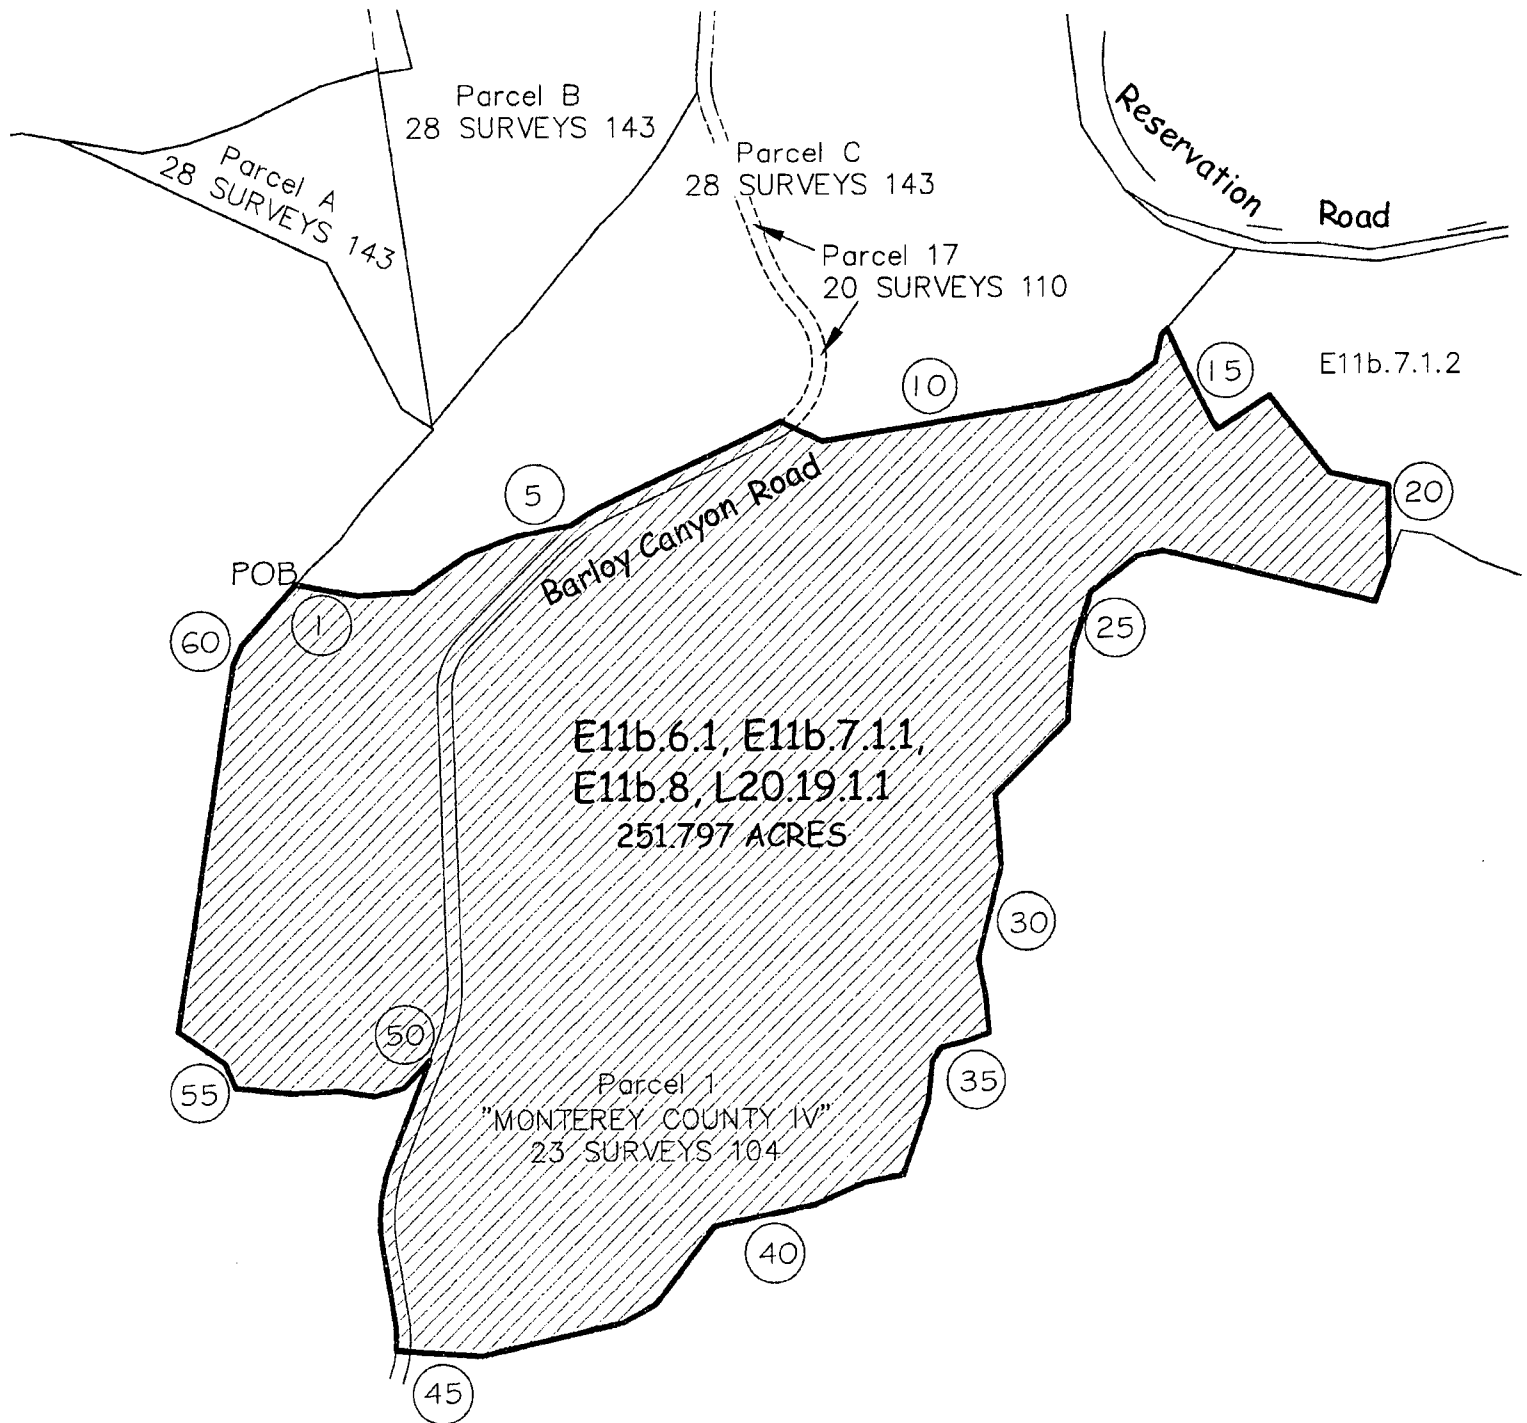 Parcel B
28 SURVEYS 143
Parcel A
28 SURVEYS 143
Parcel C
28 SURVEYS 143
Reservation Road
Parcel 17
20 SURVEYS 110
E11b.7.1.2
10
15
20
5
Barloy Canyon Road
POB
1
60
25
E11b.6.1, E11b.7.1.1,
E11b.8, L20.19.1.1
251.797 ACRES
30
50
55
35
Parcel 1
"MONTEREY COUNTY IV"
23 SURVEYS 104
40
45